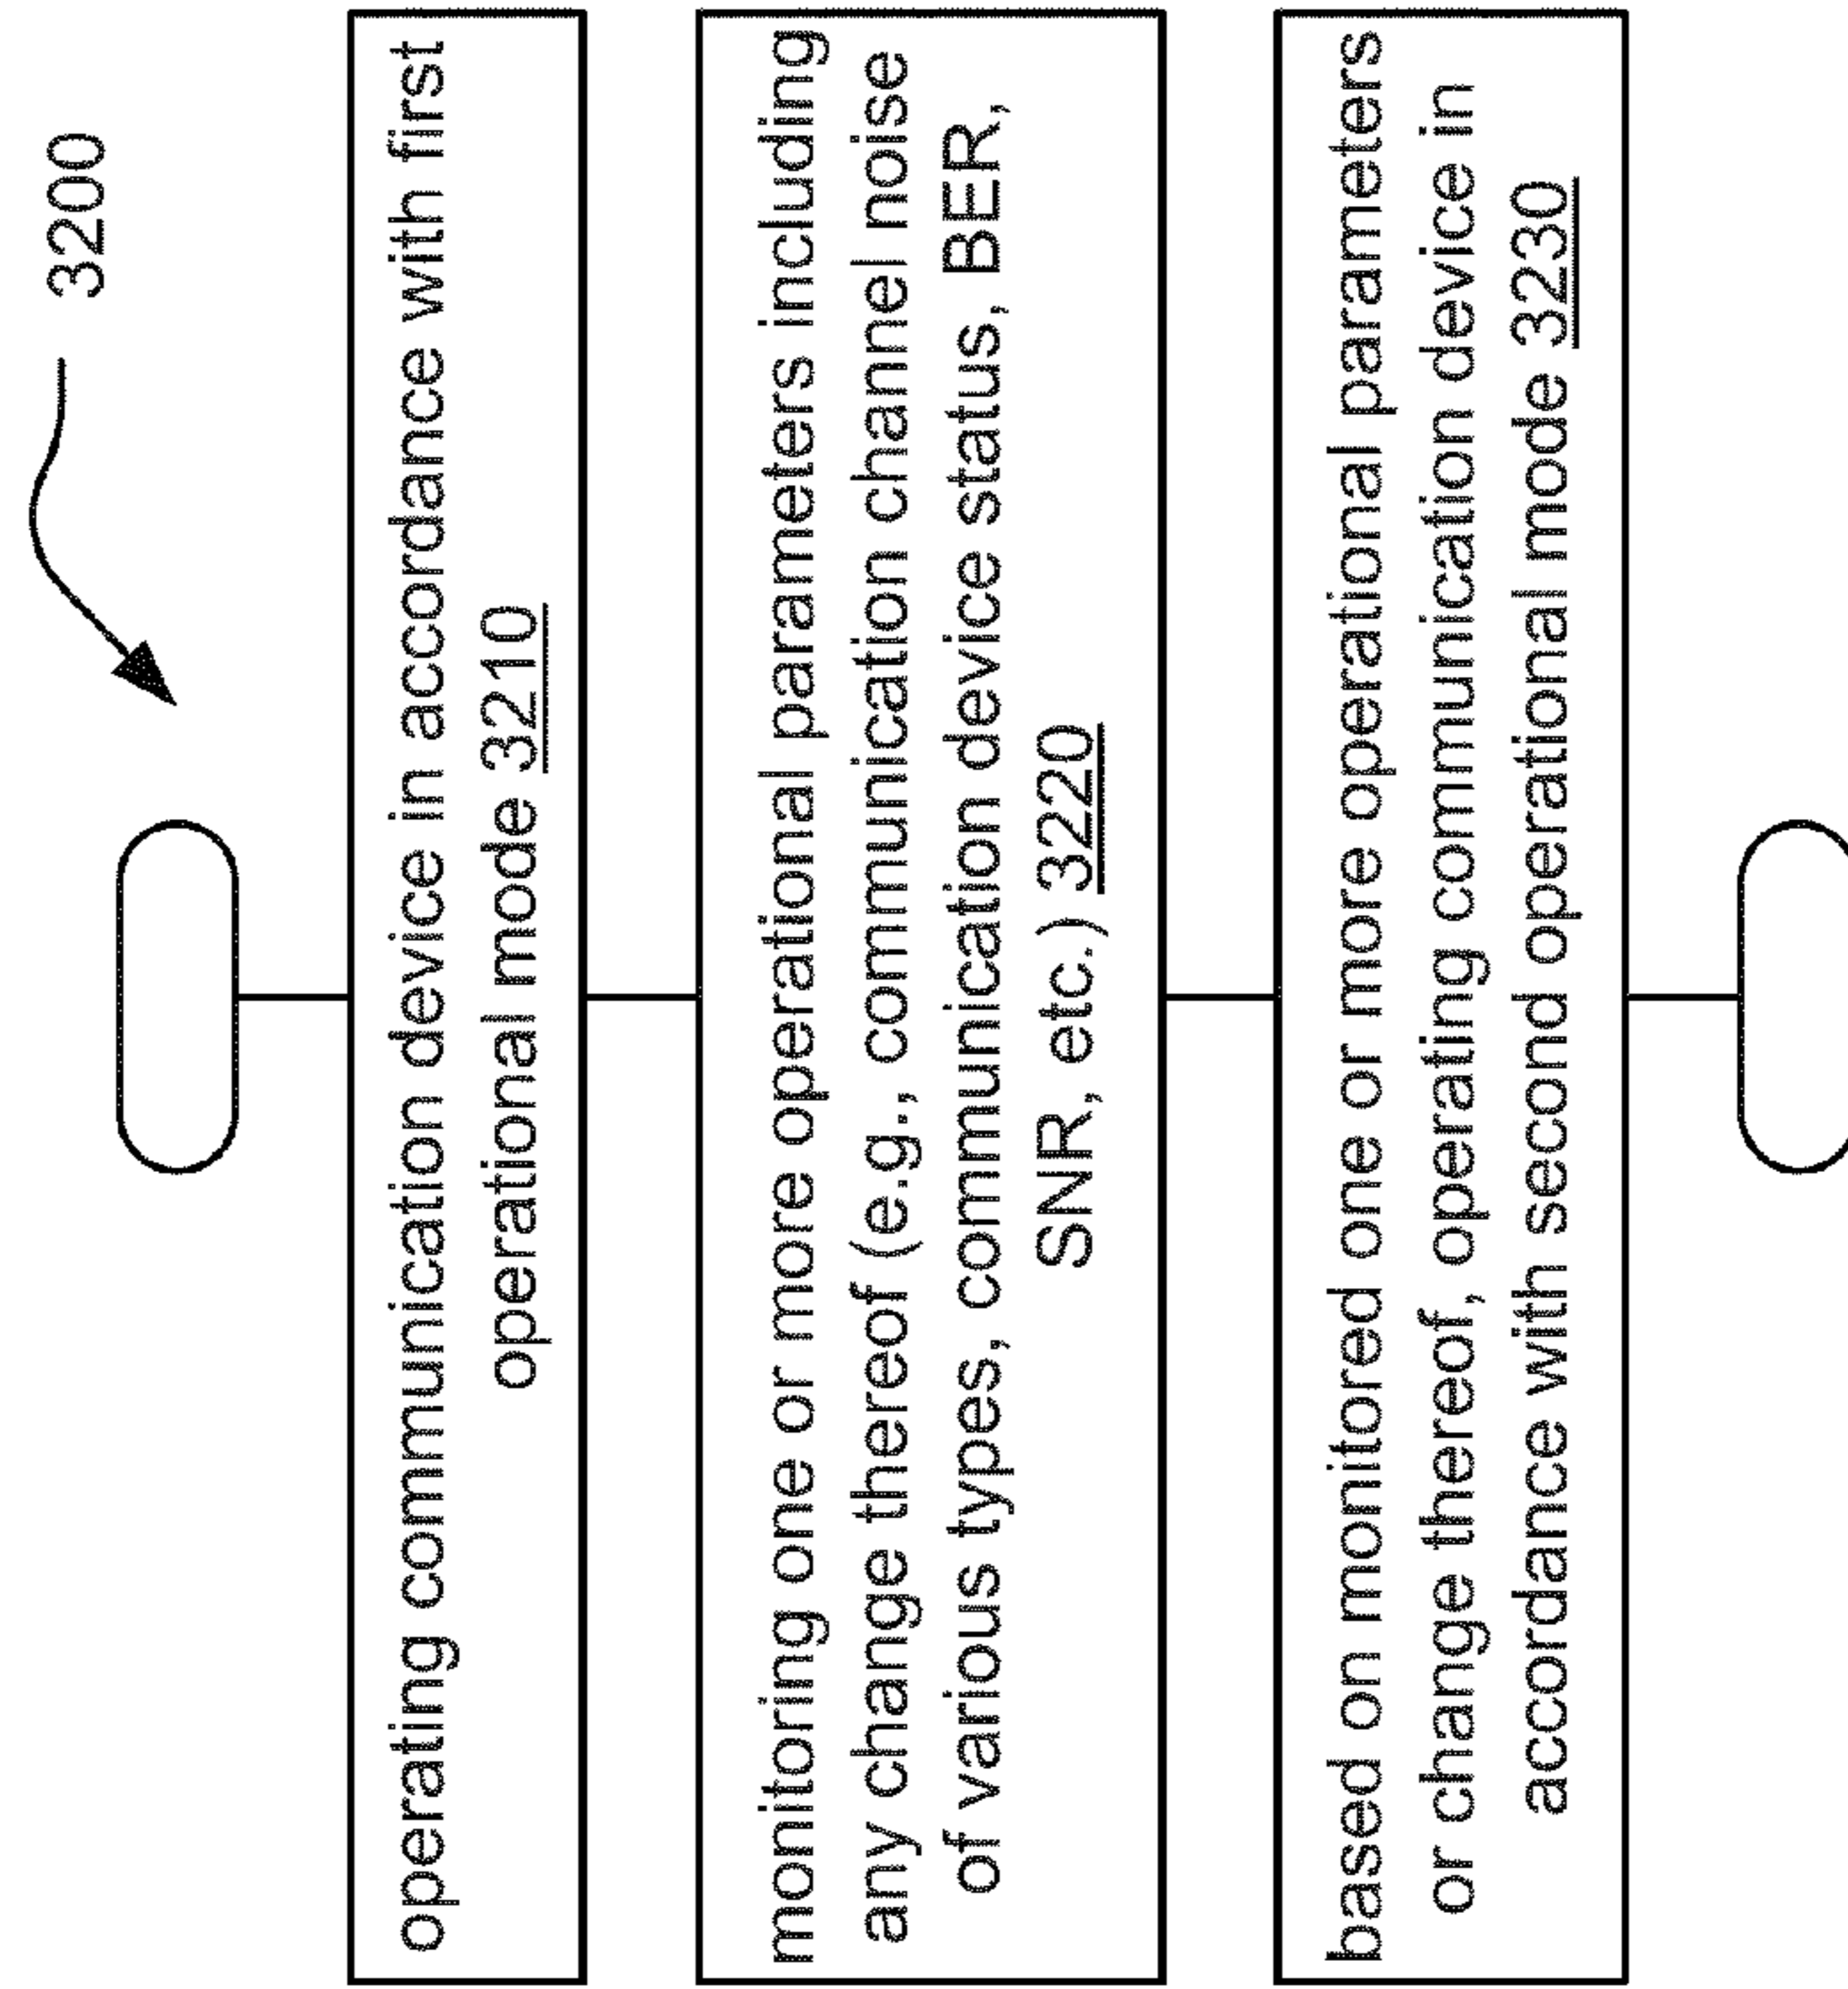 3200
operating communication device in accordance with first
operational mode 3210
monitoring one or more operational parameters including
any change thereof (e.g., communication channel noise
of various types, communication device status, BER,
SNR, etc.) 3220
based on monitored one or more operational parameters
or change thereof, operating communication device in
accordance with second operational mode 3230